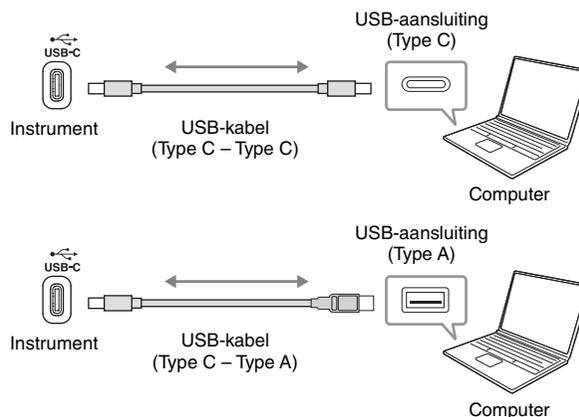 USB-aansluiting
(Type C)
USB-C
Instrument
USB-kabel
(Type C – Type C)
Computer
USB-aansluiting
(Type A)
USB-C
Instrument
USB-kabel
(Type C – Type A)
Computer